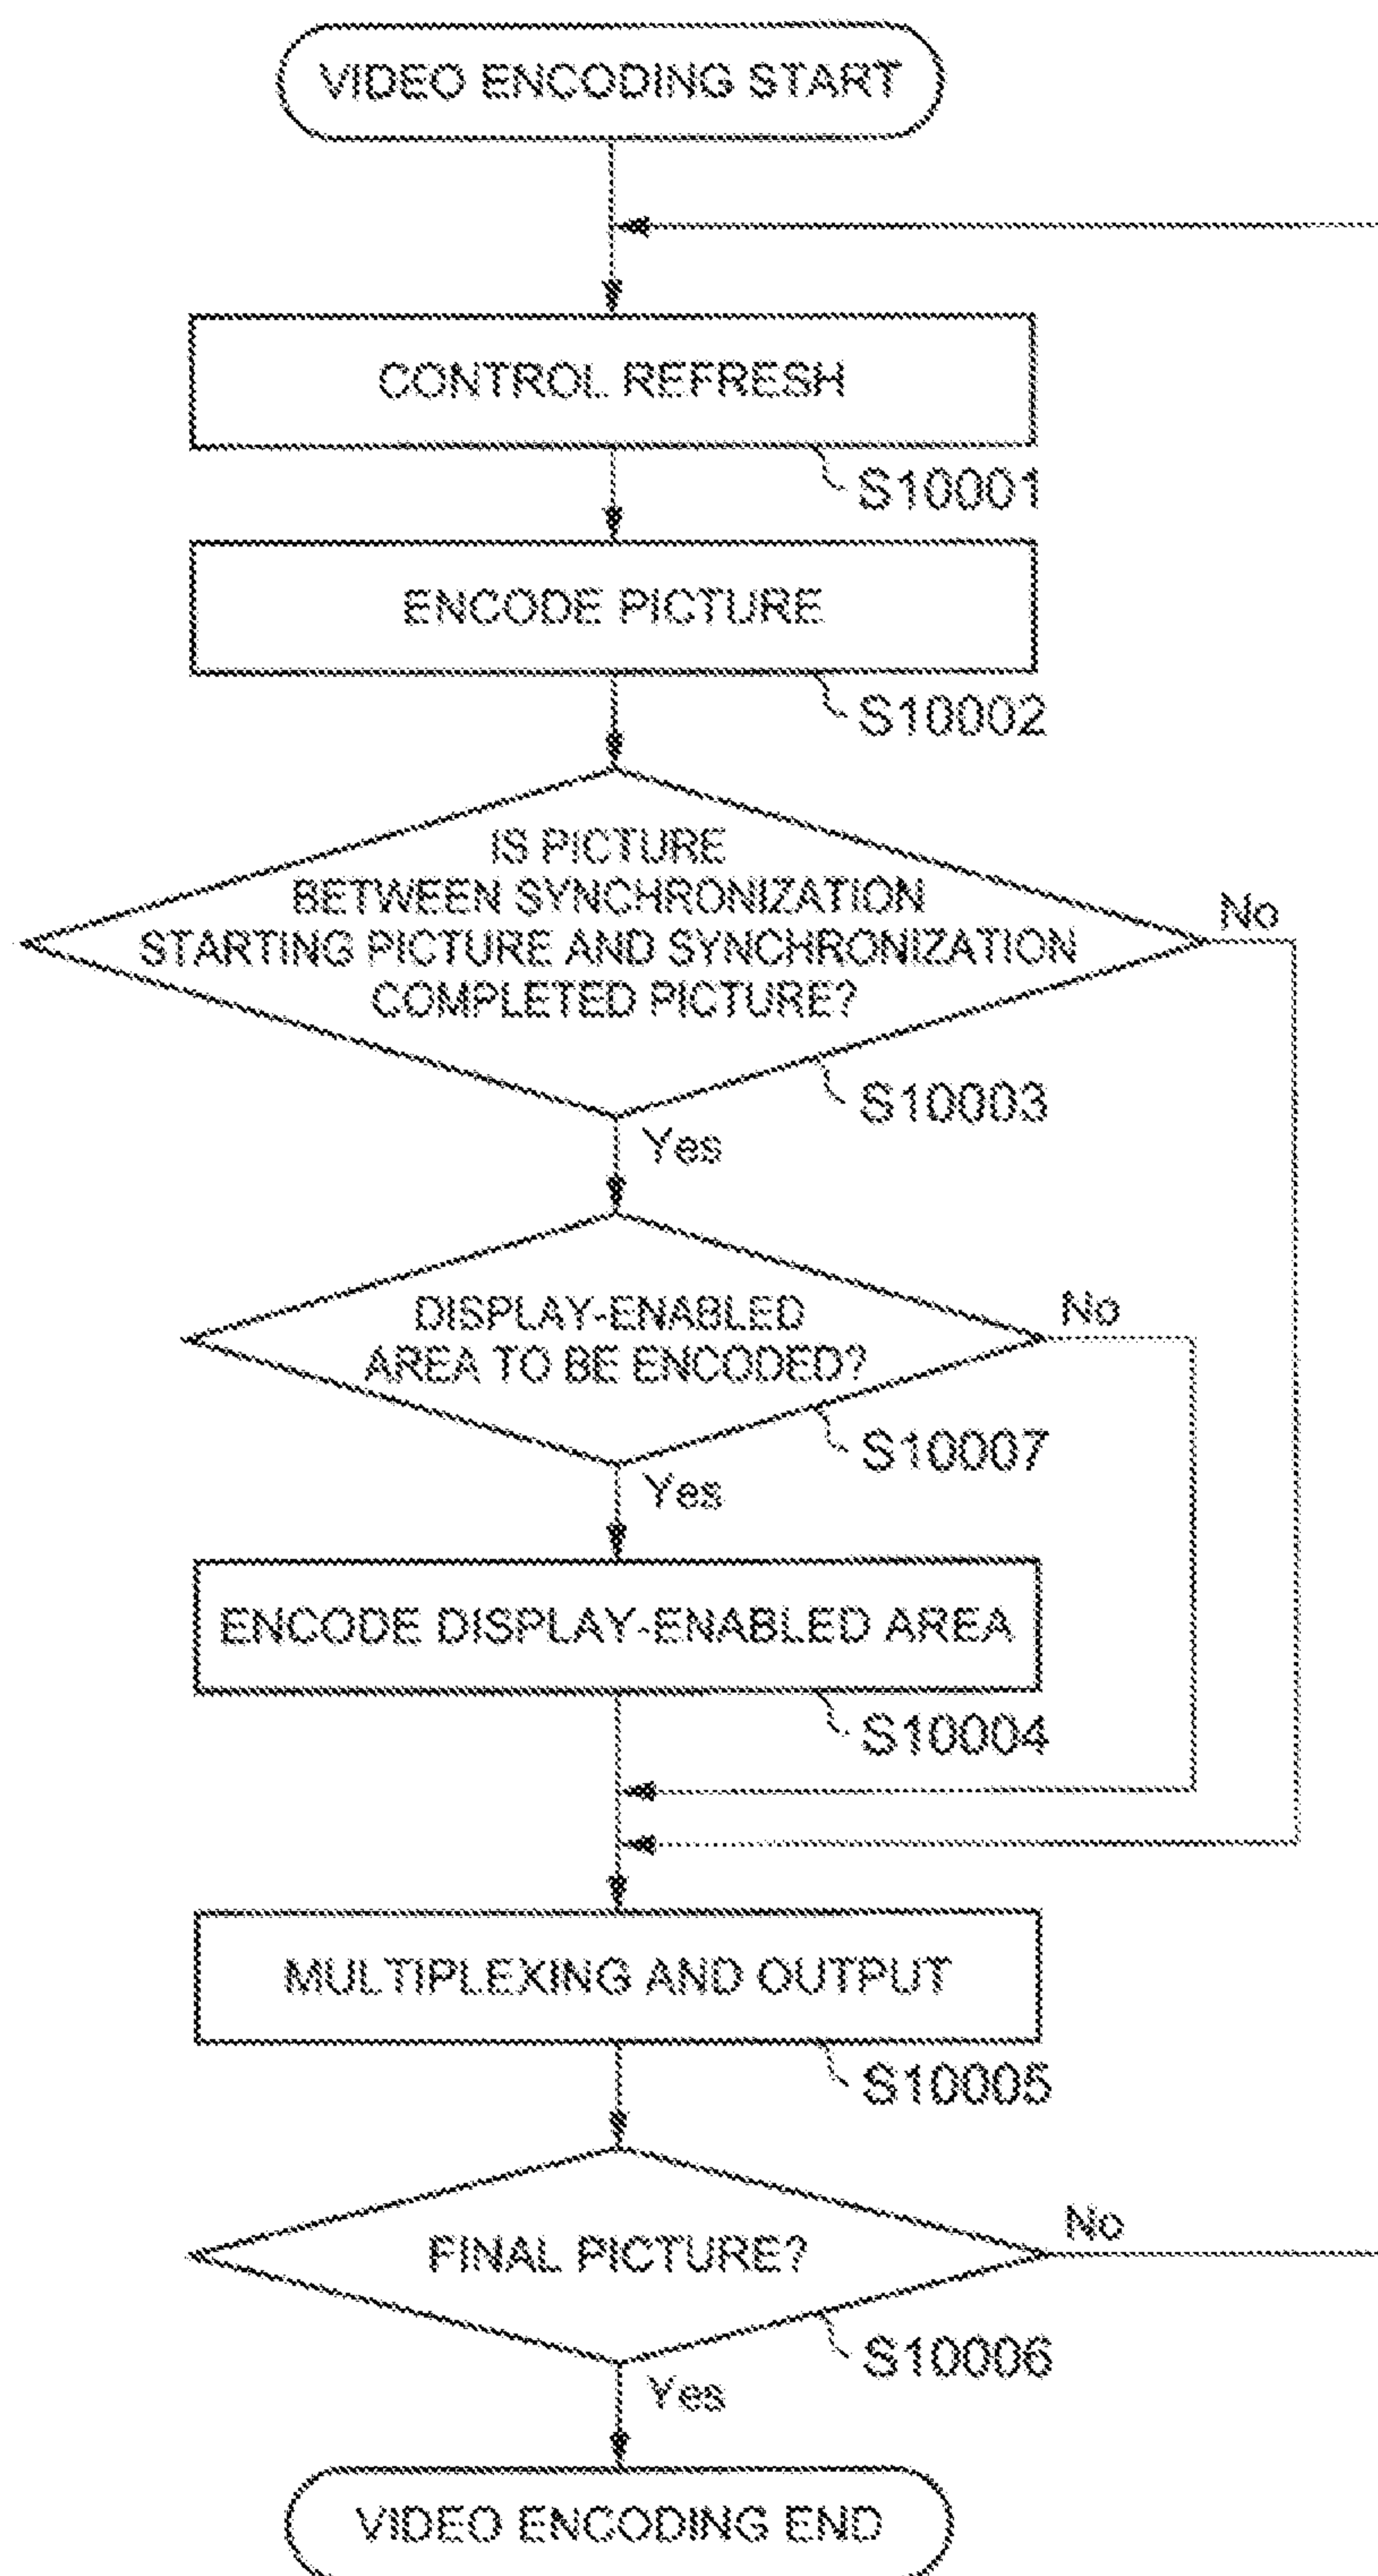 VIDEO ENCODING START
CONTROL REFRESH
S10001
ENCODE PICTURE
S10002
IS PICTURE
BETWEEN SYNCHRONIZATION
STARTING PICTURE AND SYNCHRONIZATION
COMPLETED PICTURE?
No
S10003
Yes
DISPLAY-ENABLED
AREA TO BE ENCODED?
No
S10007
Yes
ENCODE DISPLAY-ENABLED AREA
S10004
MULTIPLEXING AND OUTPUT
S10005
FINAL PICTURE?
No
S10006
Yes
VIDEO ENCODING END